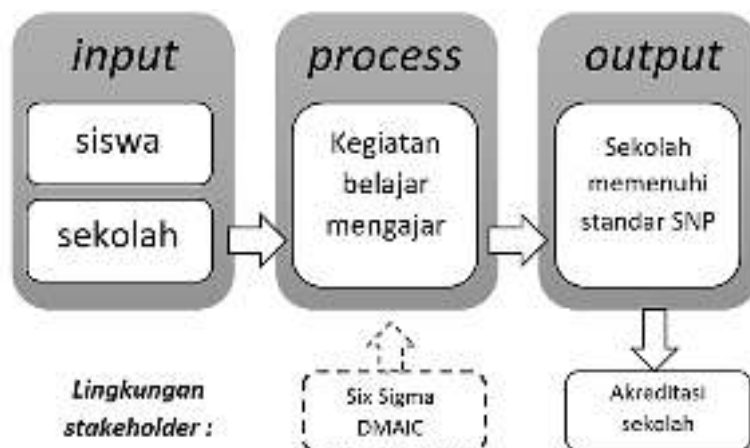 input
siswa
sekolah
process
Kegiatan
belajar
mengajar
output
Sekolah
memenuhi
standar SNP
Lingkungan
stakeholder :
Six Sigma
DMAIC
Akreditasi
sekolah